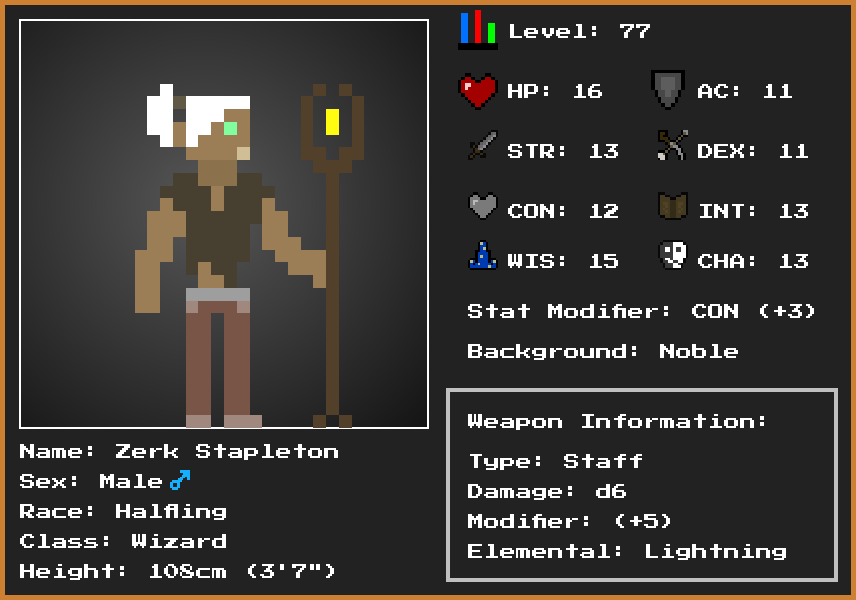 Level: 77
HP: 16 AC: 11
STR: 13 DEX: 11
CON: 12 INT: 13
WIS: 15 CHA: 13
Stat Modifier: CON (+3)
Background: Noble
Weapon Information:
Type: Staff
Damage: d6
Modifier: (+5)
Elemental: Lightning
Name: Zerk Stapleton
Sex: Male ♂
Race: Halfling
Class: Wizard
Height: 108cm (3'7")